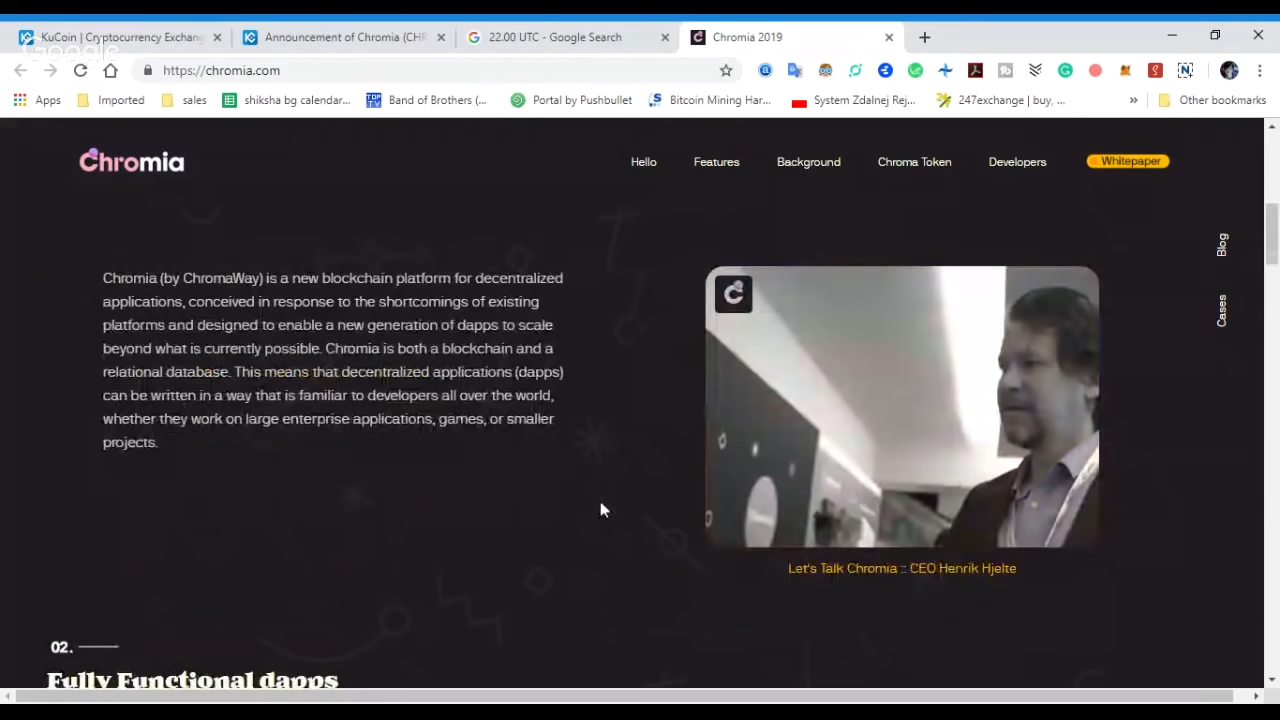 KuCoin | Cryptocurrency Exchang
Announcement of Chromia (CHR
22.00 UTC - Google Search
Chromia 2019
Google
https://chromia.com
Apps
Imported
sales
shiksha bg calendar...
Band of Brothers (...
Portal by Pushbullet
Bitcoin Mining Har...
System Zdalnej Rej...
247exchange | buy, ...
Other bookmarks
Chromia
Hello
Features
Background
Chroma Token
Developers
Whitepaper
Blog
Cases
Chromia (by ChromaWay) is a new blockchain platform for decentralized
applications, conceived in response to the shortcomings of existing
platforms and designed to enable a new generation of dapps to scale
beyond what is currently possible. Chromia is both a blockchain and a
relational database. This means that decentralized applications (dapps)
can be written in a way that is familiar to developers all over the world,
whether they work on large enterprise applications, games, or smaller
projects.
Let's Talk Chromia :: CEO Henrik Hjelte
02.
Fully Functional dapps